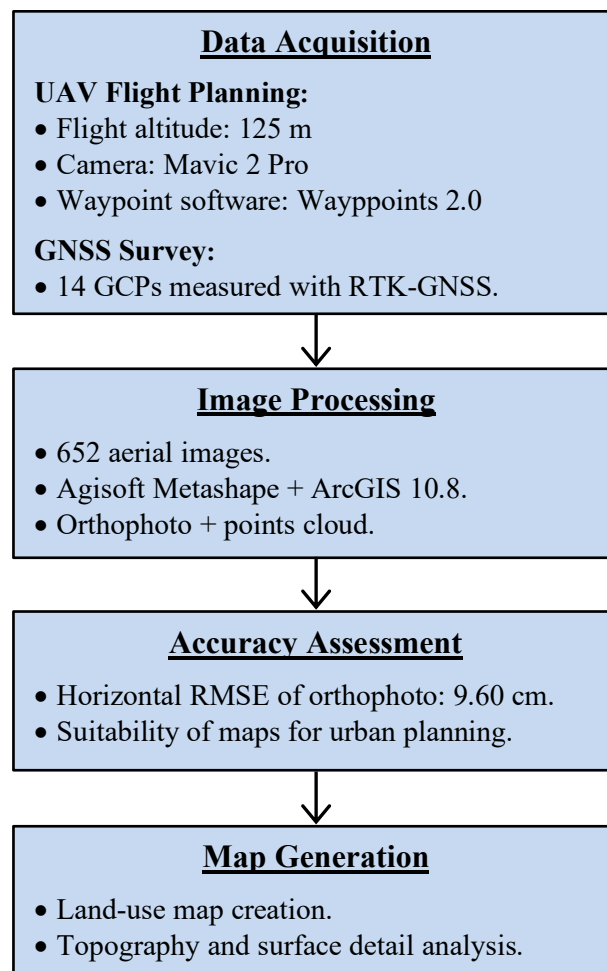 Data Acquisition
UAV Flight Planning:
• Flight altitude: 125 m
• Camera: Mavic 2 Pro
• Waypoint software: Wayppoints 2.0
GNSS Survey:
• 14 GCPs measured with RTK-GNSS.
Image Processing
• 652 aerial images.
• Agisoft Metashape + ArcGIS 10.8.
• Orthophoto + points cloud.
Accuracy Assessment
• Horizontal RMSE of orthophoto: 9.60 cm.
• Suitability of maps for urban planning.
Map Generation
• Land-use map creation.
• Topography and surface detail analysis.